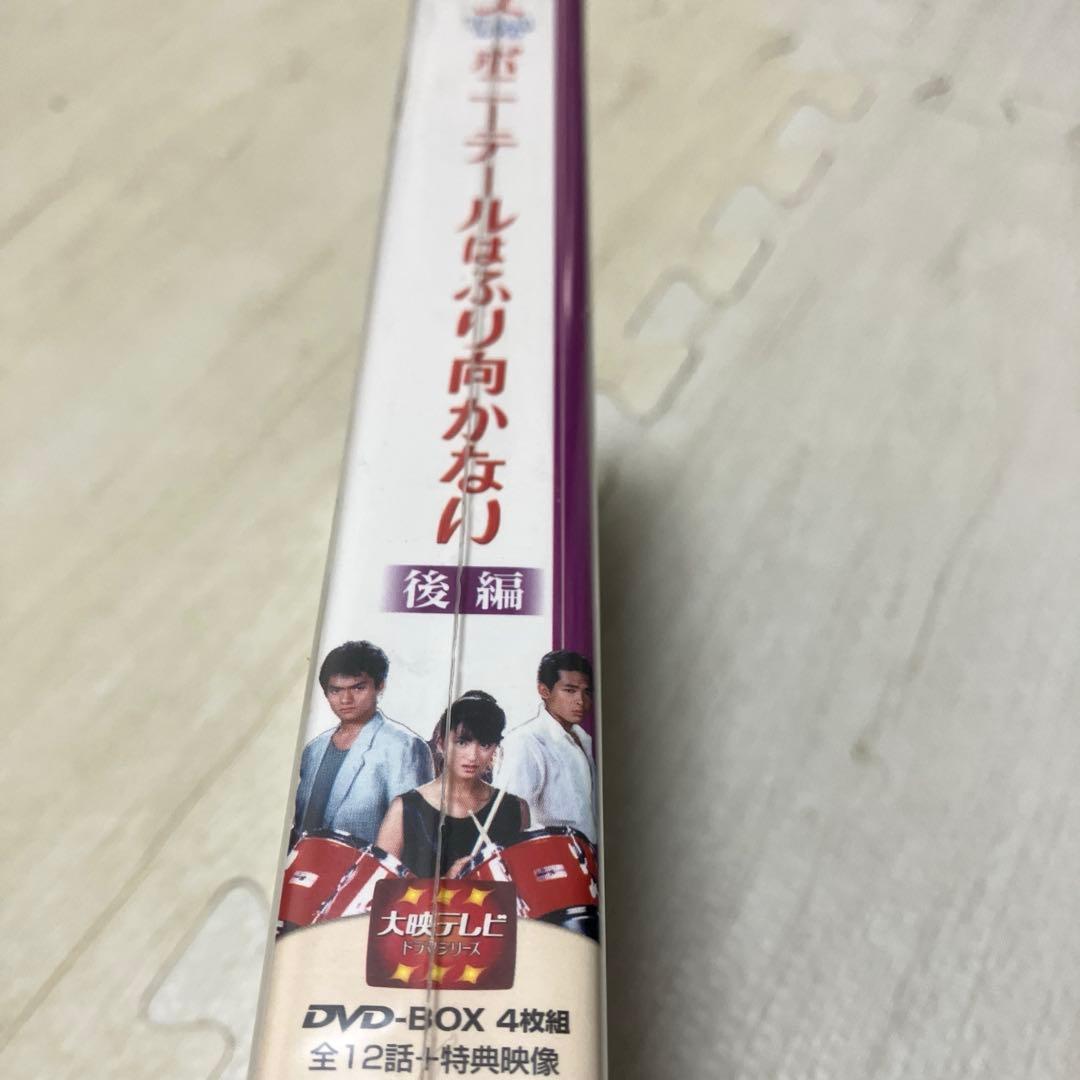 ポニーテールはふり向かない
後編
大映テレビ
ドラマシリーズ
DVD-BOX 4枚組
全12話+特典映像